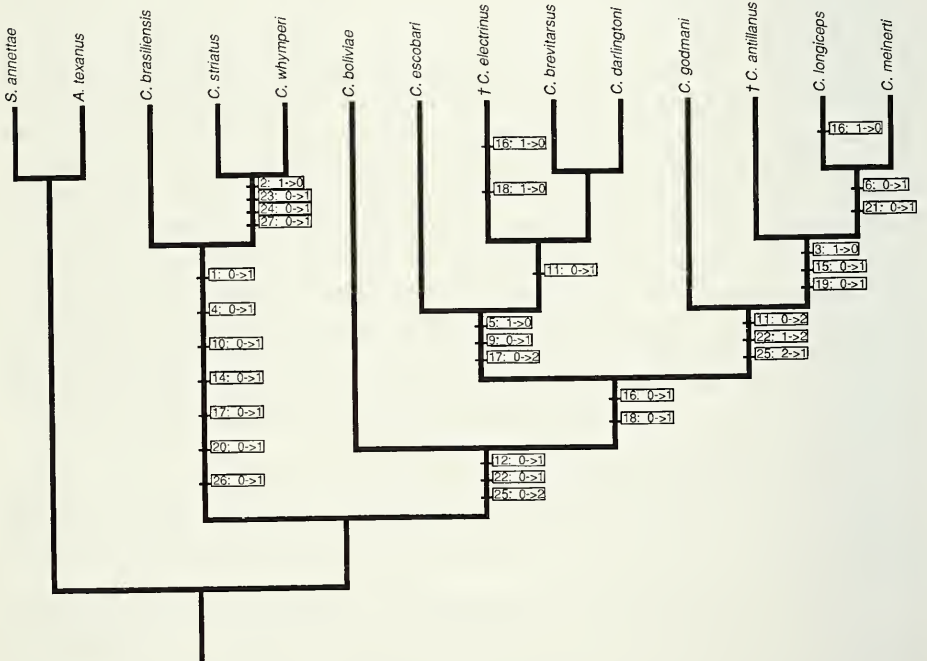 S. annettae
A. texanus
C. brasiliensis
C. striatus
C. whymperi
C. boliviae
C. escobari
† C. electrinus
C. brevitarsus
C. darlingtoni
C. godmani
† C. antillanus
C. longiceps
C. meinerti
2: 1->0
23: 0->1
24: 0->1
27: 0->1
1: 0->1
4: 0->1
10: 0->1
14: 0->1
17: 0->1
20: 0->1
26: 0->1
16: 1->0
18: 1->0
11: 0->1
5: 1->0
9: 0->1
17: 0->2
12: 0->1
22: 0->1
25: 0->2
16: 0->1
18: 0->1
16: 1->0
6: 0->1
21: 0->1
3: 1->0
15: 0->1
19: 0->1
11: 0->2
22: 1->2
25: 2->1